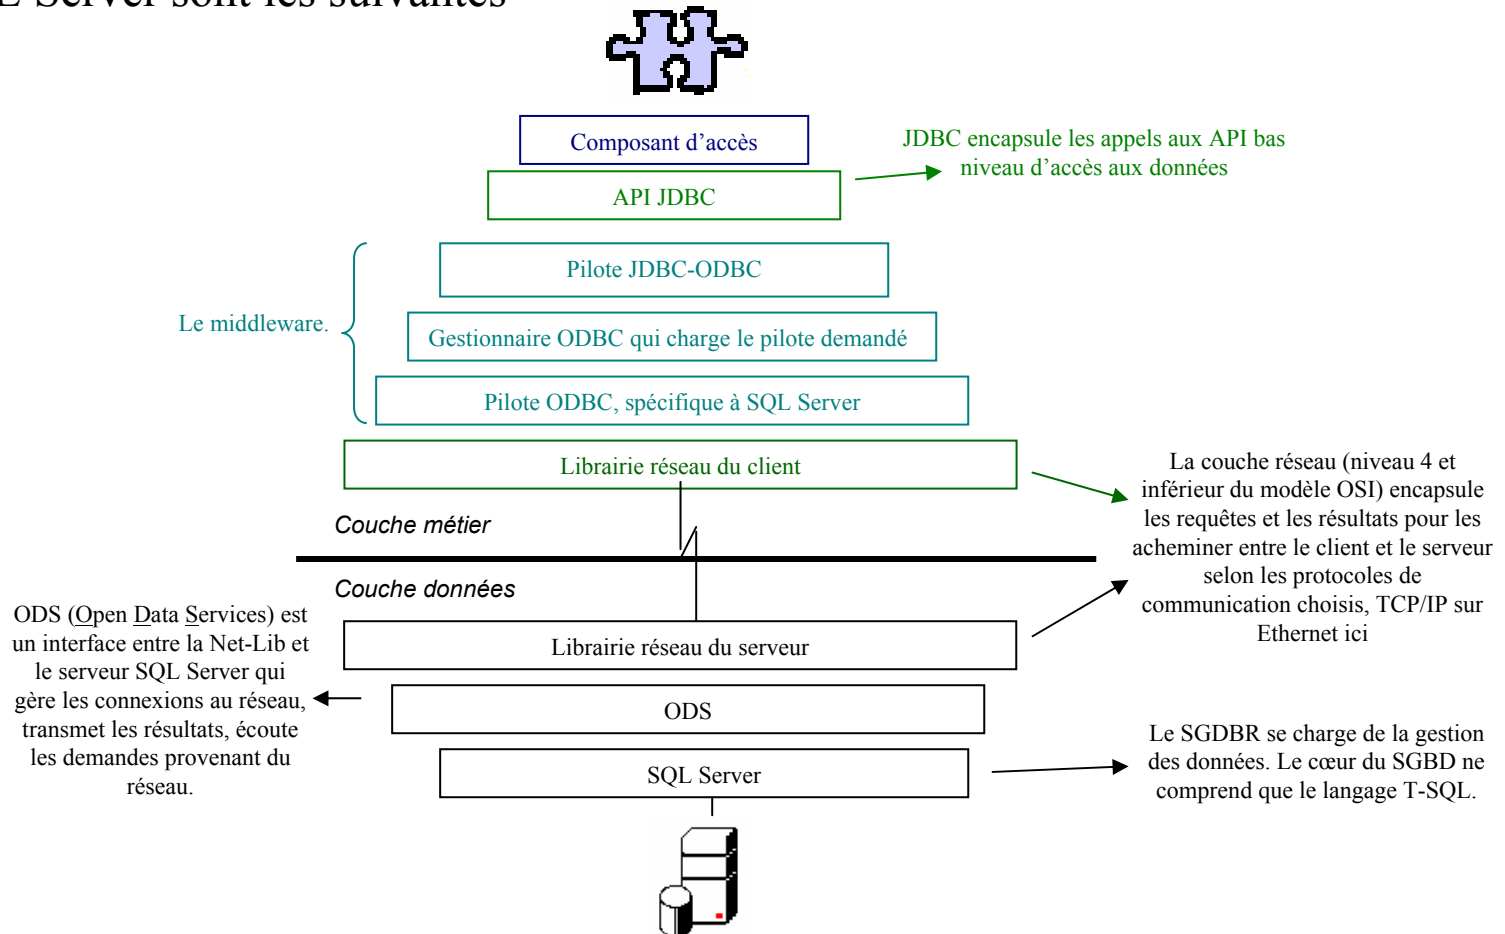 L Server sont les suivantes
Composant d'accès
JDBC encapsule les appels aux API bas
niveau d'accès aux données
API JDBC
Pilote JDBC-ODBC
Le middleware.
Gestionnaire ODBC qui charge le pilote demandé
Pilote ODBC, spécifique à SQL Server
Librairie réseau du client
La couche réseau (niveau 4 et
inférieur du modèle OSI) encapsule
les requêtes et les résultats pour les
acheminer entre le client et le serveur
selon les protocoles de
communication choisis, TCP/IP sur
Ethernet ici
Couche métier
Couche données
ODS (Open Data Services) est
un interface entre la Net-Lib et
le serveur SQL Server qui
gère les connexions au réseau,
transmet les résultats, écoute
les demandes provenant du
réseau.
Librairie réseau du serveur
ODS
SQL Server
Le SGDBR se charge de la gestion
des données. Le cœur du SGBD ne
comprend que le langage T-SQL.